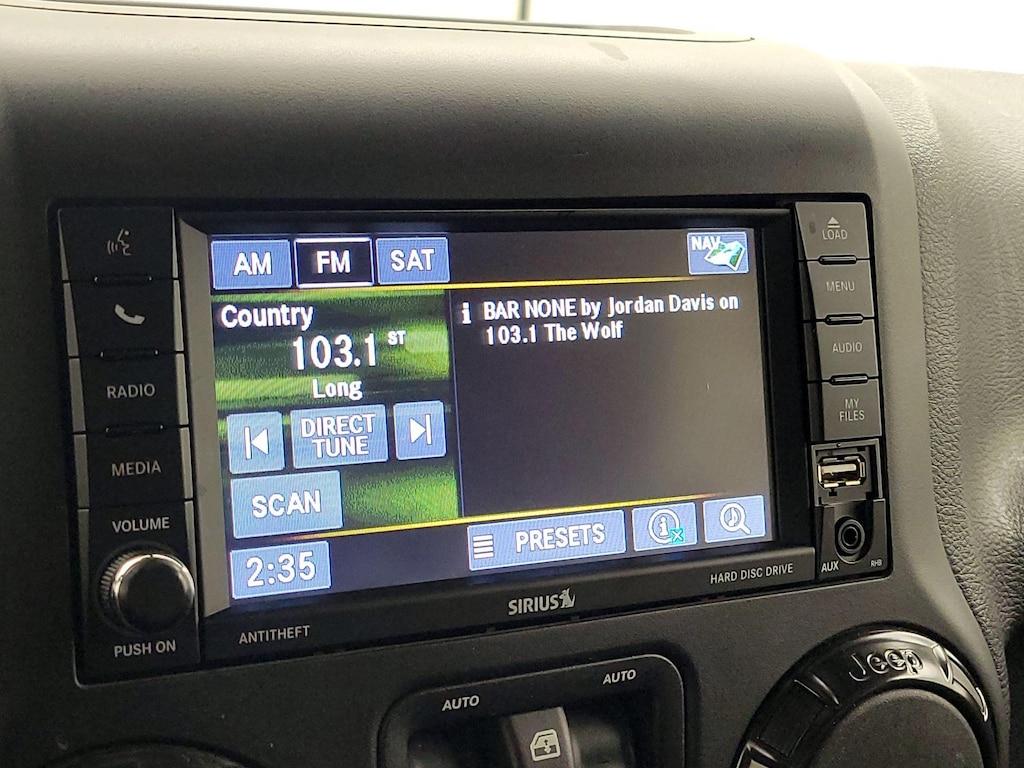 AM FM SAT NAV
Country
103.1 ST
Long
DIRECT
TUNE
SCAN
2:35
i BAR NONE by Jordan Davis on
103.1 The Wolf
PRESETS
i
RADIO
MEDIA
VOLUME
PUSH ON
ANTITHEFT
SIRIUS
HARD DISC DRIVE
LOAD
MENU
AUDIO
MY
FILES
AUX
RHB
AUTO
AUTO
Jeep